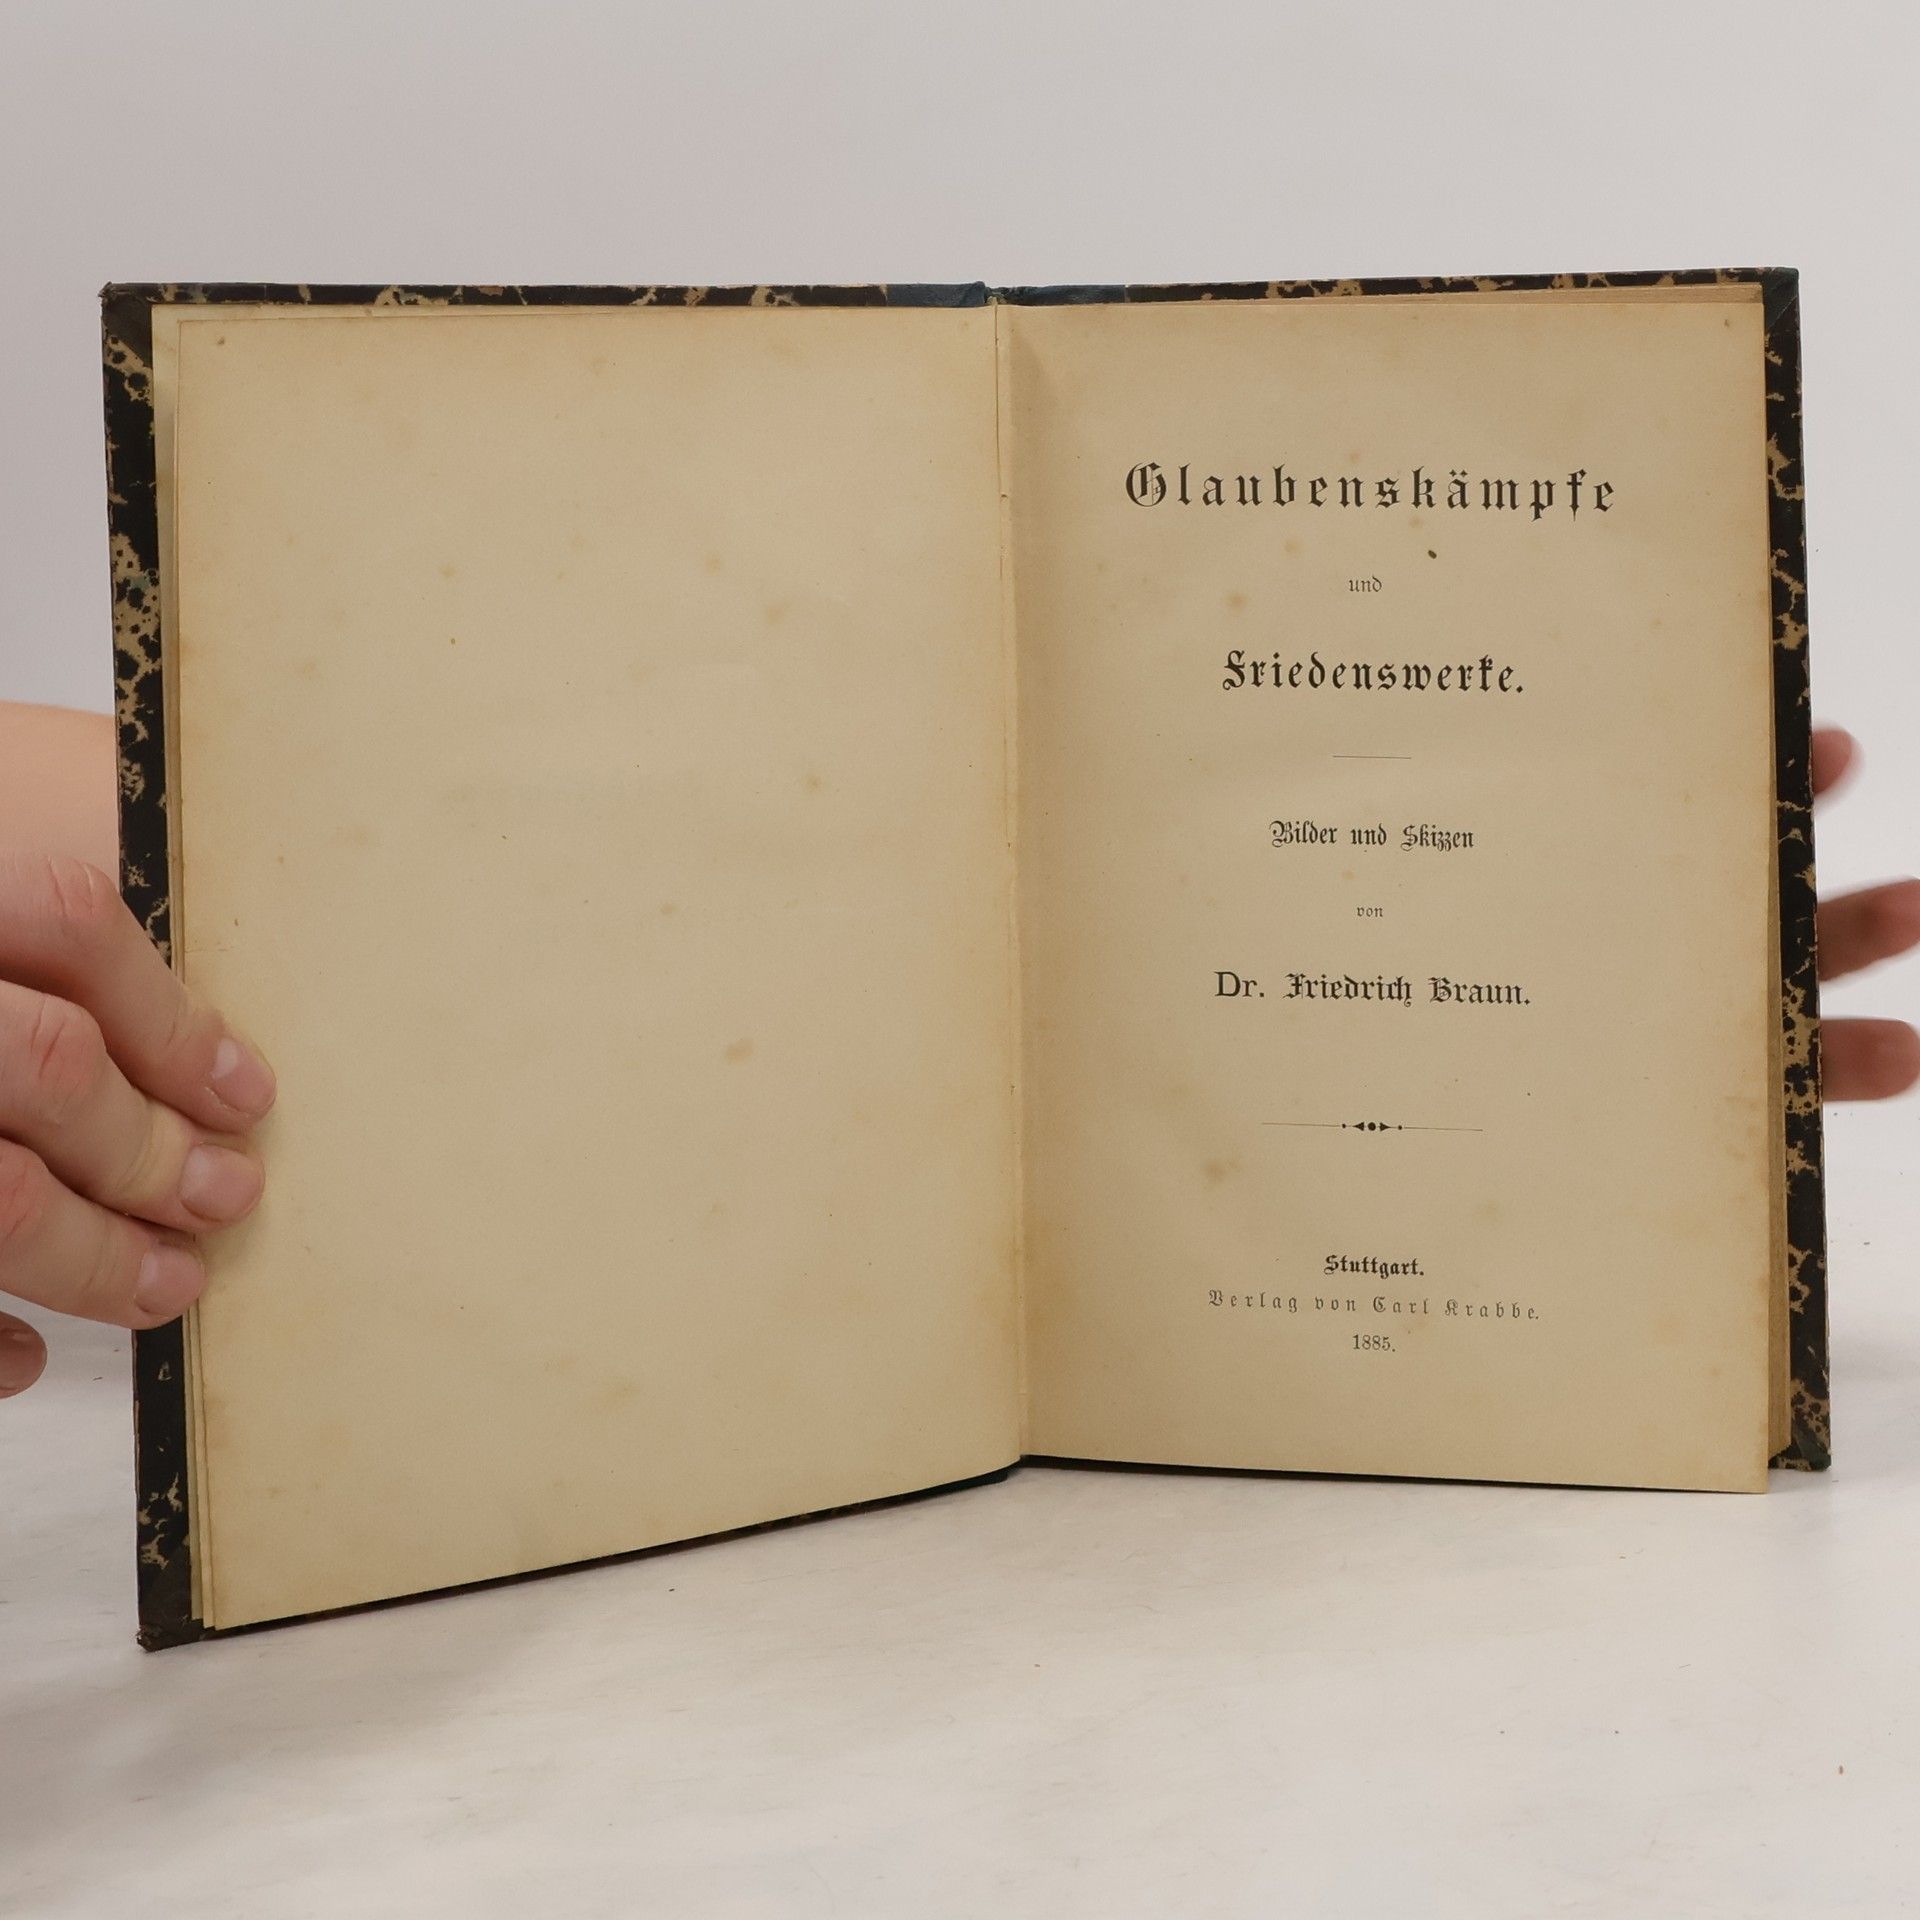 Glaubenskämpfe
und
Friedenswerke.
Bilder und Skizzen
von
Dr. Friedrich Braun.
Stuttgart.
Verlag von Carl Krabbe.
1885.